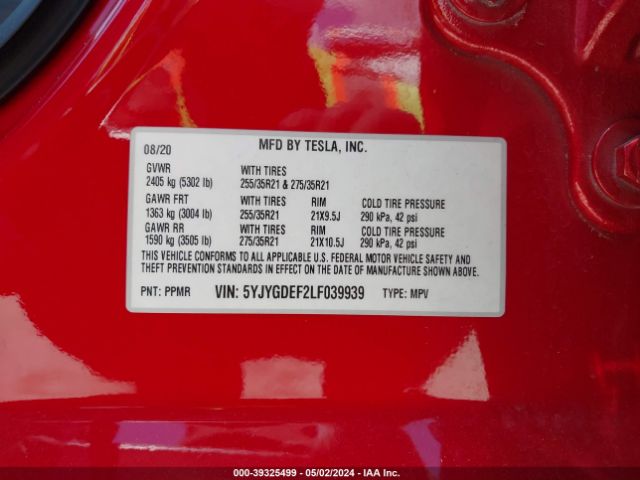 08/20 MFD BY TESLA, INC.
GVWR WITH TIRES
2405 kg (5302 lb) 255/35R21 & 275/35R21
GAWR FRT WITH TIRES RIM COLD TIRE PRESSURE
1363 kg (3004 lb) 255/35R21 21X9.5J 290 kPa, 42 psi
GAWR RR WITH TIRES RIM COLD TIRE PRESSURE
1590 kg (3505 lb) 275/35R21 21X10.5J 290 kPa, 42 psi
THIS VEHICLE CONFORMS TO ALL APPLICABLE U.S. FEDERAL MOTOR VEHICLE SAFETY AND
THEFT PREVENTION STANDARDS IN EFFECT ON THE DATE OF MANUFACTURE SHOWN ABOVE.
PNT: PPMR VIN: 5YJYGDEF2LF039939 TYPE: MPV
000-39325499 - 05/02/2024 - IAA Inc.